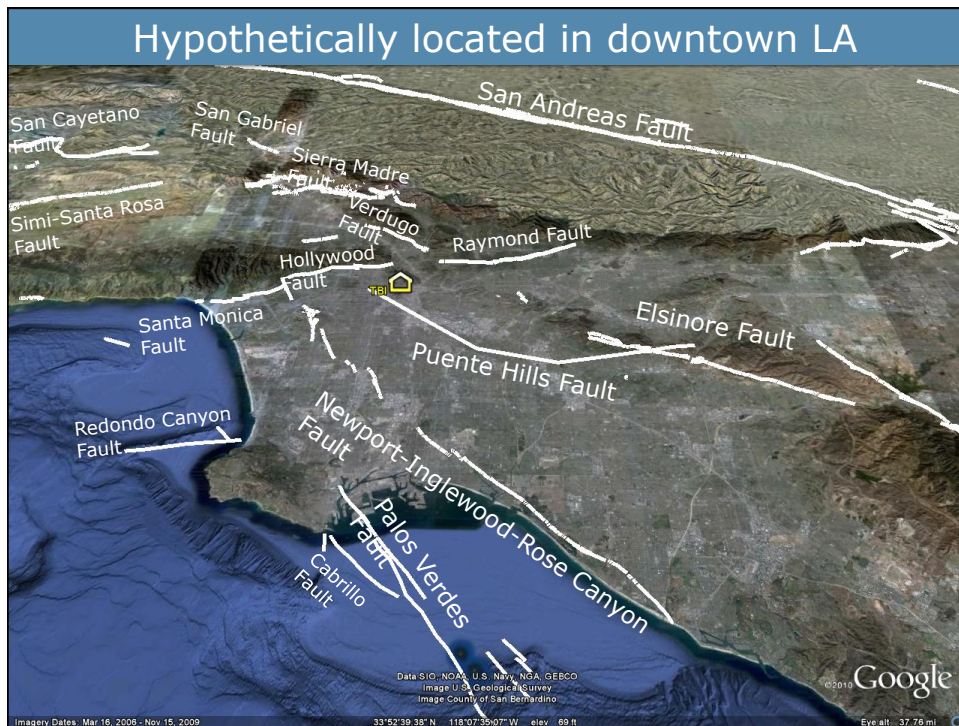 Hypothetically located in downtown LA
San Andreas Fault
San Cayetano
Fault
San Gabriel
Fault
Sierra Madre
Fault
Simi-Santa Rosa
Fault
Verdugo
Fault
Raymond Fault
Hollywood
Fault
TBI
Santa Monica
Fault
Elsinore Fault
Puente Hills Fault
Redondo Canyon
Fault
Newport-Inglewood-Rose Canyon
Fault
Palos Verdes
Fault
Cabrillo
Fault
Data SIO, NOAA, U.S. Navy, NGA, GEBCO
Image U.S. Geological Survey
Image County of San Bernardino
©2010 Google
Imagery Dates: Mar 16, 2006 - Nov 15, 2009
33°52'39.38" N 118°07'35.07" W elev 69 ft
Eye alt 37.76 mi